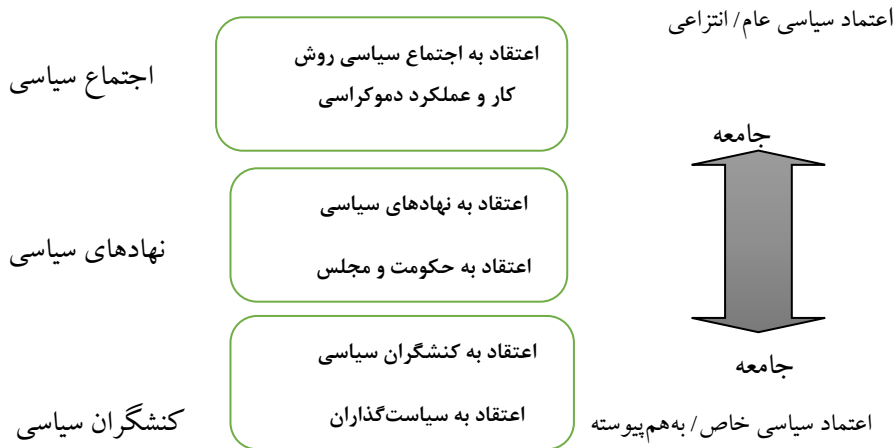 اعتماد سیاسی عام/ انتزاعی
اعتقاد به اجتماع سیاسی روش
کار و عملکرد دموکراسی
اجتماع سیاسی
جامعه
اعتقاد به نهادهای سیاسی
اعتقاد به حکومت و مجلس
نهادهای سیاسی
جامعه
اعتقاد به کنشگران سیاسی
اعتقاد به سیاست‌گذاران
کنشگران سیاسی
اعتماد سیاسی خاص/ به‌هم‌پیوسته